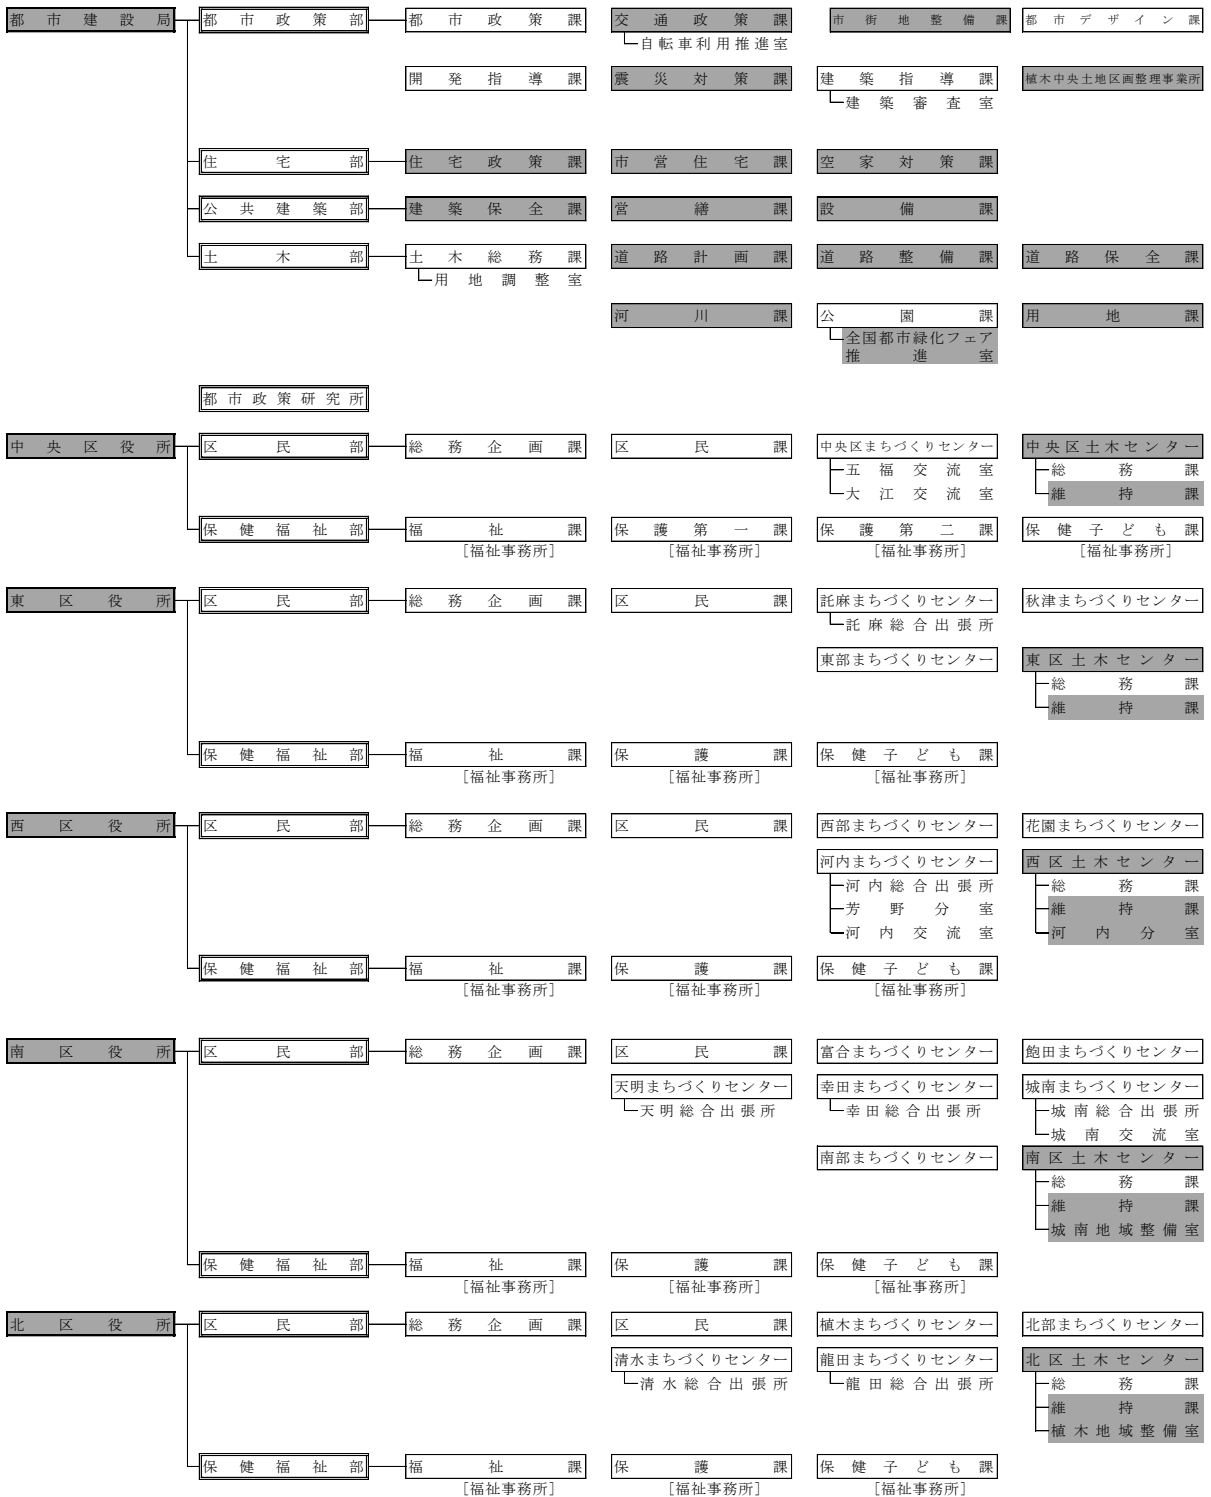 都市建設局 都市政策部 都市政策課 交通政策課 市街地整備課 都市デザイン課
自転車利用推進室
開発指導課 震災対策課 建築指導課 植木中央土地区画整理事業所
建築審査室
住宅部 住宅政策課 市営住宅課 空家対策課
公共建築部 建築保全課 営繕課 設備課
土木部 土木総務課 道路計画課 道路整備課 道路保全課
用地調整室
河川課 公園課 用地課
全国都市緑化フェア
推進室
都市政策研究所
中央区役所 区民部 総務企画課 区民課 中央区まちづくりセンター 中央区土木センター
五福交流室 総務課
大江交流室 維持課
保健福祉部 福祉課 保護第一課 保護第二課 保健子ども課
[福祉事務所] [福祉事務所] [福祉事務所] [福祉事務所]
東区役所 区民部 総務企画課 区民課 託麻まちづくりセンター 秋津まちづくりセンター
託麻総合出張所
東部まちづくりセンター 東区土木センター
総務課
維持課
保健福祉部 福祉課 保護課 保健子ども課
[福祉事務所] [福祉事務所] [福祉事務所]
西区役所 区民部 総務企画課 区民課 西部まちづくりセンター 花園まちづくりセンター
河内まちづくりセンター 西区土木センター
河内総合出張所 総務課
芳野分室 維持課
河内交流室 河内分室
保健福祉部 福祉課 保護課 保健子ども課
[福祉事務所] [福祉事務所] [福祉事務所]
南区役所 区民部 総務企画課 区民課 富合まちづくりセンター 飽田まちづくりセンター
天明まちづくりセンター 幸田まちづくりセンター 城南まちづくりセンター
天明総合出張所 幸田総合出張所 城南総合出張所
城南交流室
南部まちづくりセンター 南区土木センター
総務課
維持課
城南地域整備室
保健福祉部 福祉課 保護課 保健子ども課
[福祉事務所] [福祉事務所] [福祉事務所]
北区役所 区民部 総務企画課 区民課 植木まちづくりセンター 北部まちづくりセンター
清水まちづくりセンター 龍田まちづくりセンター 北区土木センター
清水総合出張所 龍田総合出張所 総務課
維持課
植木地域整備室
保健福祉部 福祉課 保護課 保健子ども課
[福祉事務所] [福祉事務所] [福祉事務所]